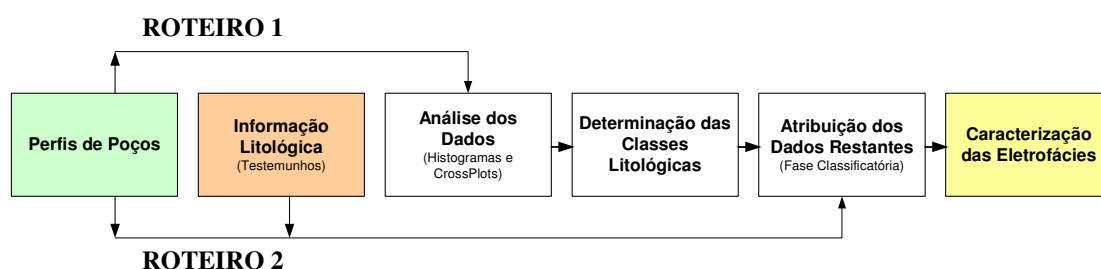 ROTEIRO 1
Perfis de Poços
Informação
Litológica
(Testemunhos)
Análise dos
Dados
(Histogramas e
CrossPlots)
Determinação das
Classes
Litológicas
Atribuição dos
Dados Restantes
(Fase Classificatória)
Caracterização
das Eletrofácies
ROTEIRO 2